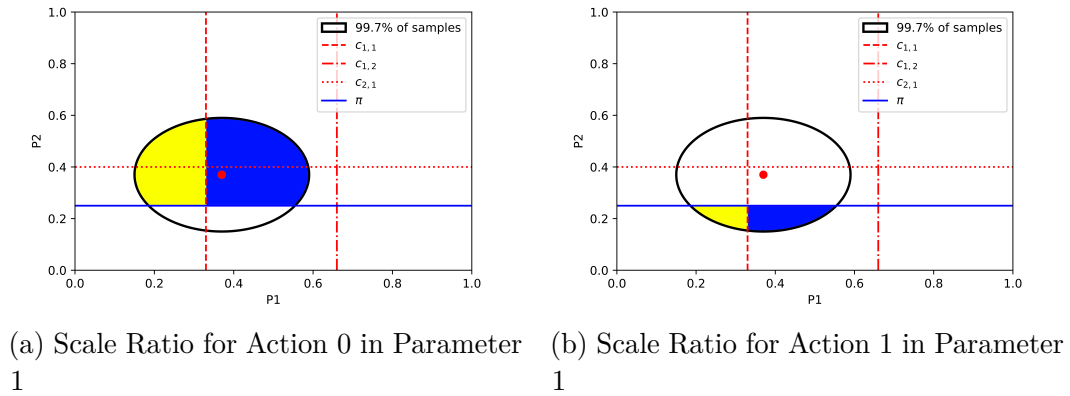 1.0
0.8
0.6
0.4
0.2
0.0
P2
0.0 0.2 0.4 0.6 0.8 1.0
P1
99.7% of samples
c1,1
c1,2
c2,1
π
1.0
0.8
0.6
0.4
0.2
0.0
P2
0.0 0.2 0.4 0.6 0.8 1.0
P1
99.7% of samples
c1,1
c1,2
c2,1
π
(a) Scale Ratio for Action 0 in Parameter
1
(b) Scale Ratio for Action 1 in Parameter
1